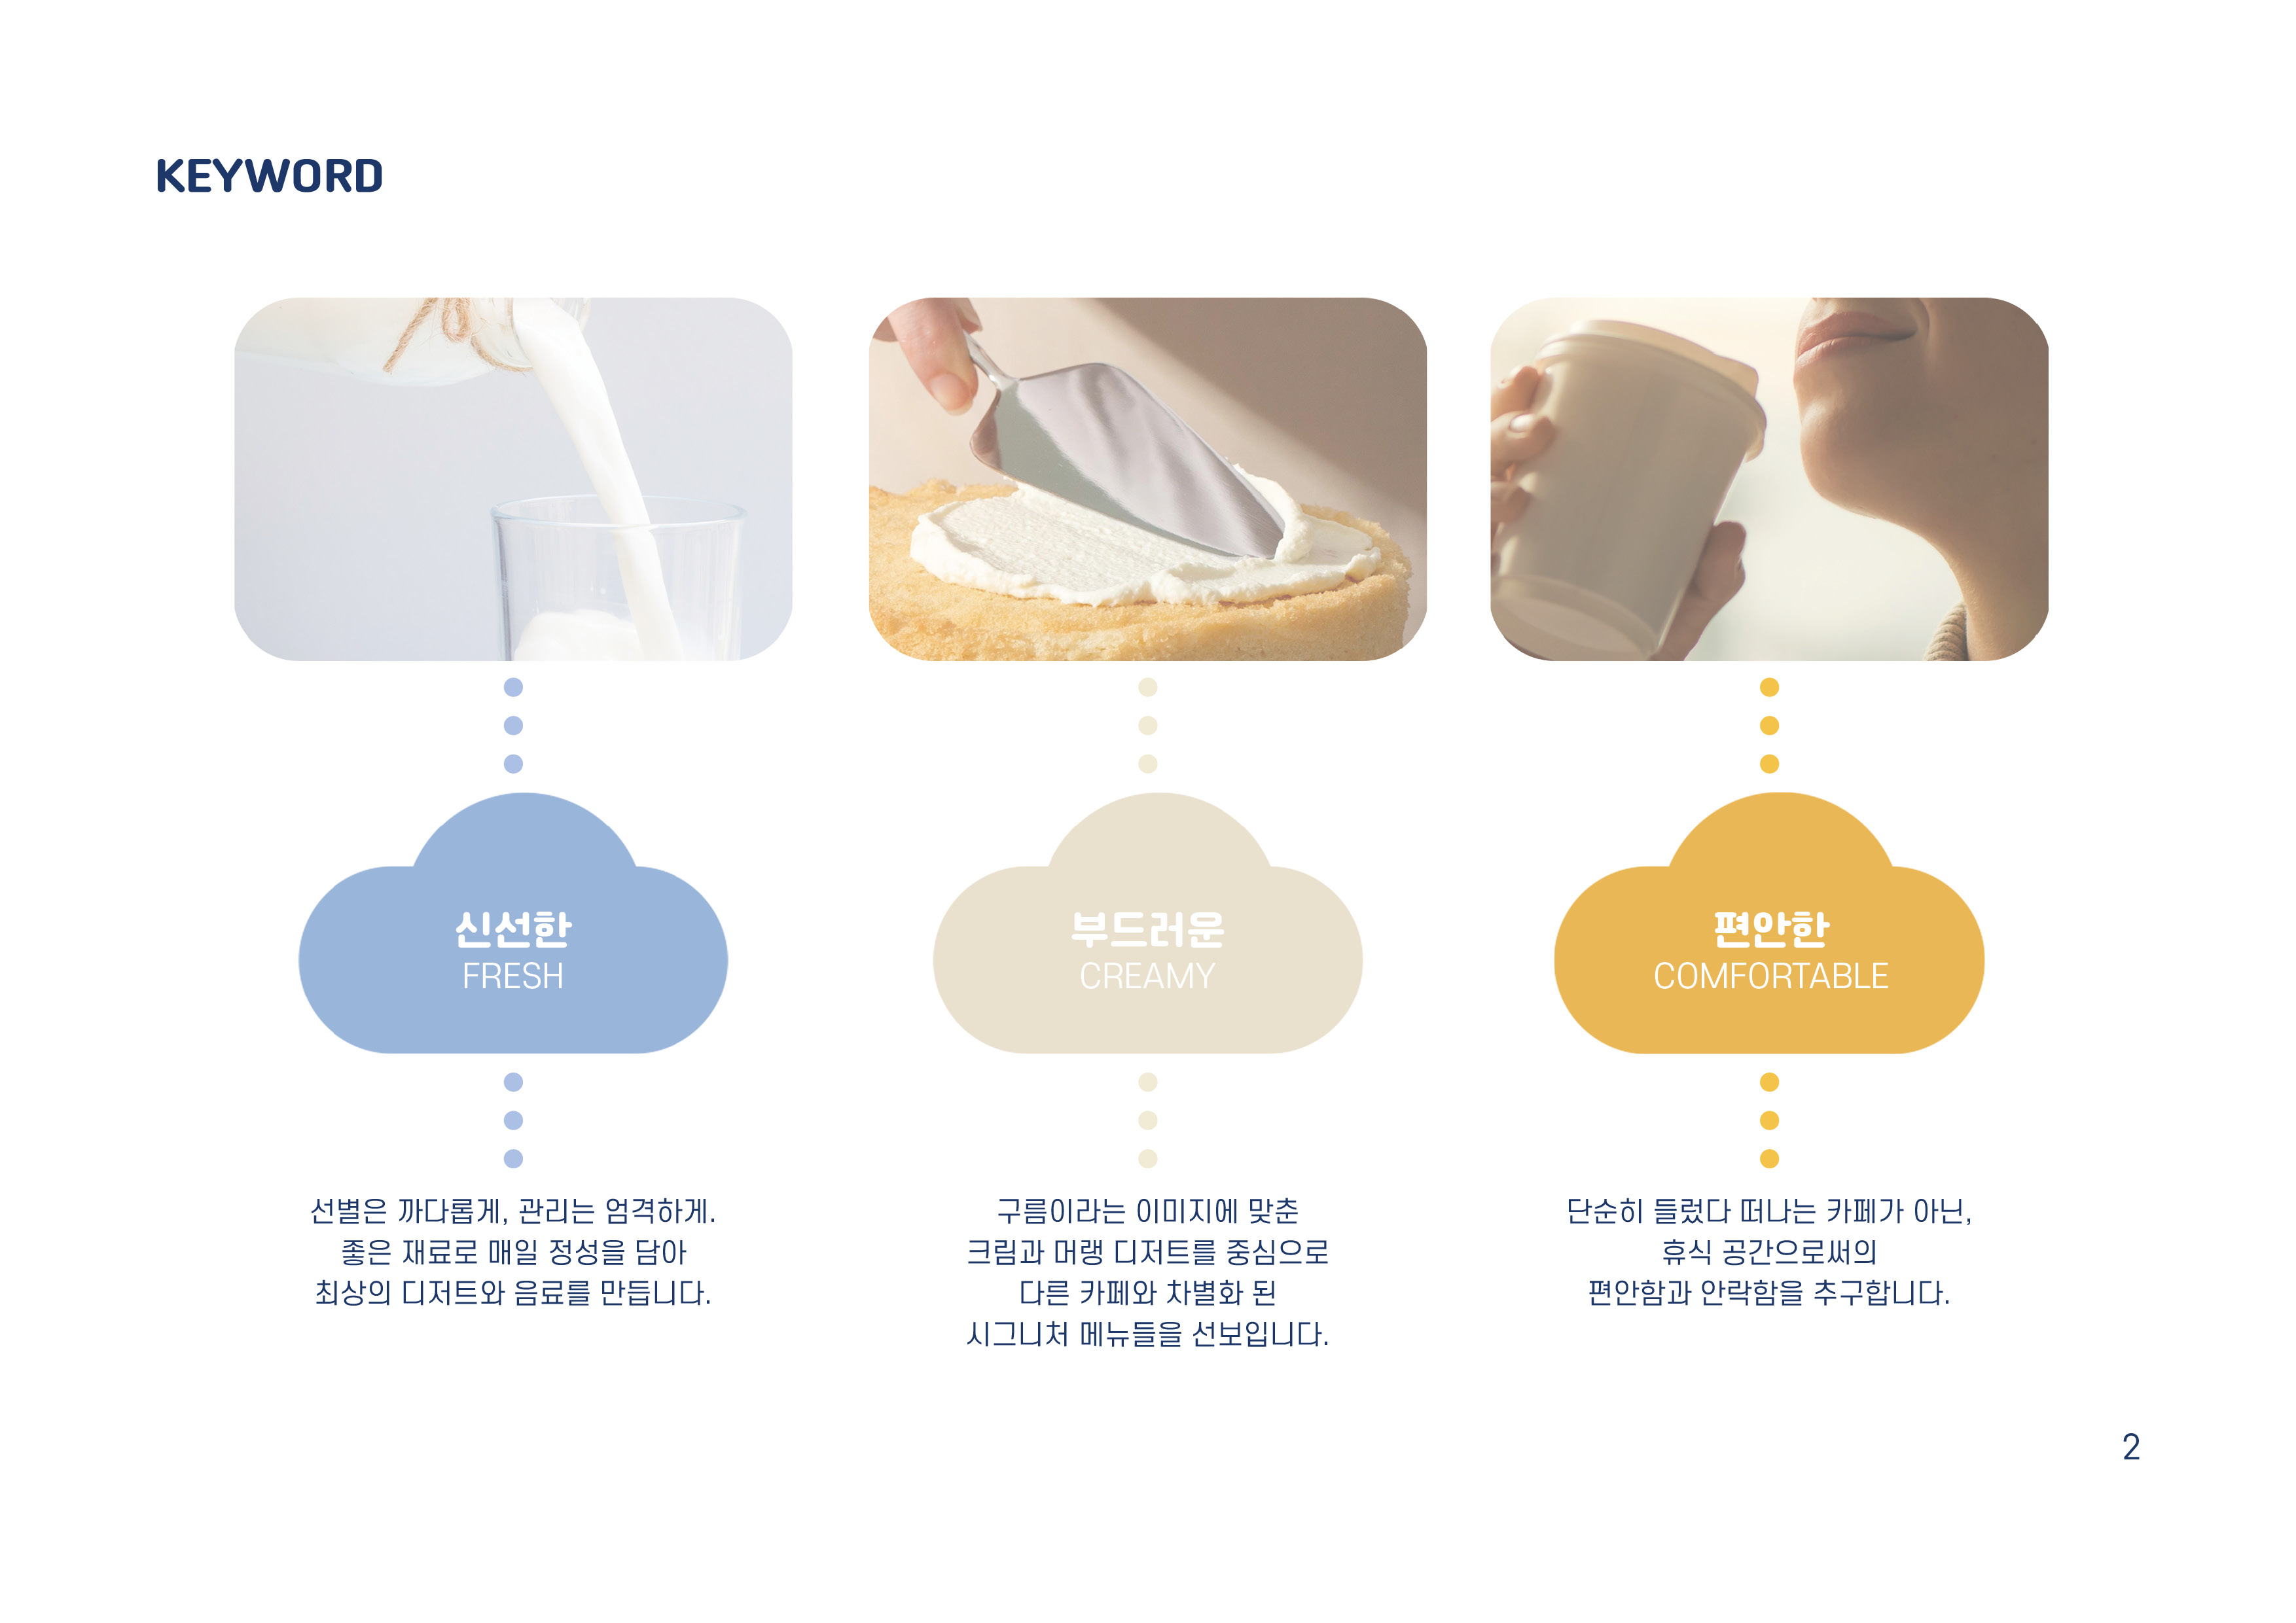 KEYWORD
신선한
FRESH
선별은 까다롭게, 관리는 엄격하게.
좋은 재료로 매일 정성을 담아
최상의 디저트와 음료를 만듭니다.
부드러운
CREAMY
구름이라는 이미지에 맞춘
크림과 머랭 디저트를 중심으로
다른 카페와 차별화 된
시그니처 메뉴들을 선보입니다.
편안한
COMFORTABLE
단순히 들렀다 떠나는 카페가 아닌,
휴식 공간으로써의
편안함과 안락함을 추구합니다.
2